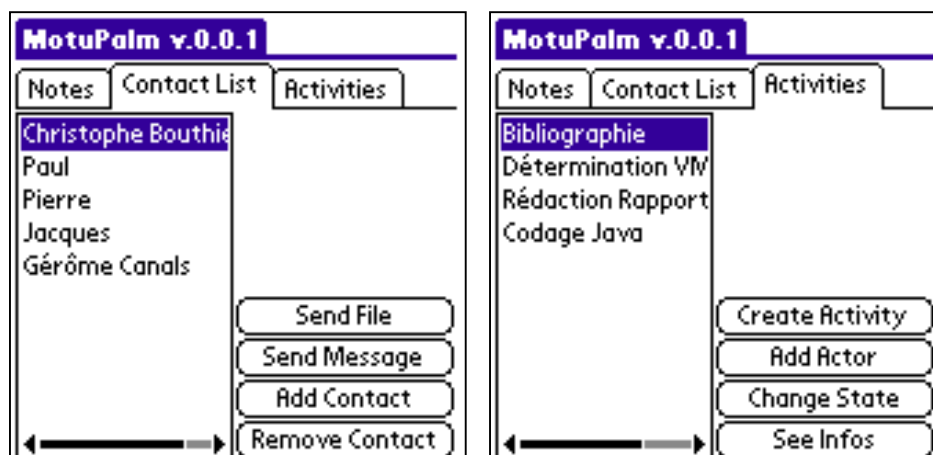 MotuPalm v.0.0.1
Notes Contact List Activities
Christophe Bouthie
Paul
Pierre
Jacques
Gérôme Canals
Send File
Send Message
Add Contact
Remove Contact
MotuPalm v.0.0.1
Notes Contact List Activities
Bibliographie
Détermination VM
Rédaction Rapport
Codage Java
Create Activity
Add Actor
Change State
See Infos